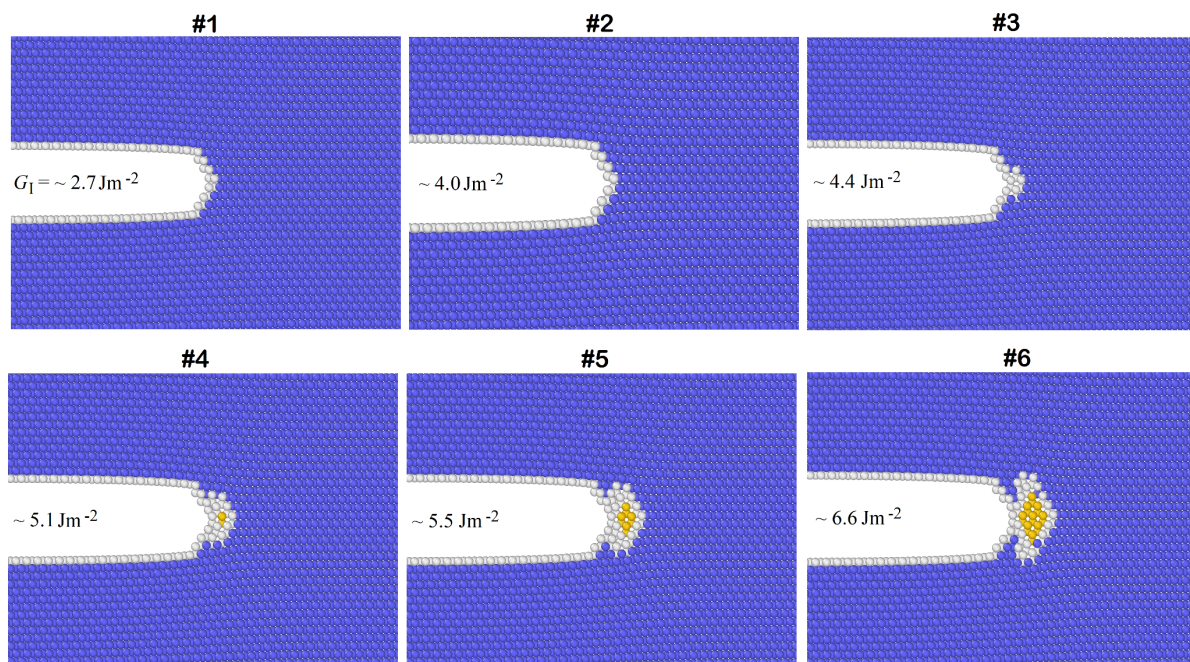 #1
#2
#3
G_I = ~ 2.7 Jm^-2
~ 4.0 Jm^-2
~ 4.4 Jm^-2
#4
#5
#6
~ 5.1 Jm^-2
~ 5.5 Jm^-2
~ 6.6 Jm^-2